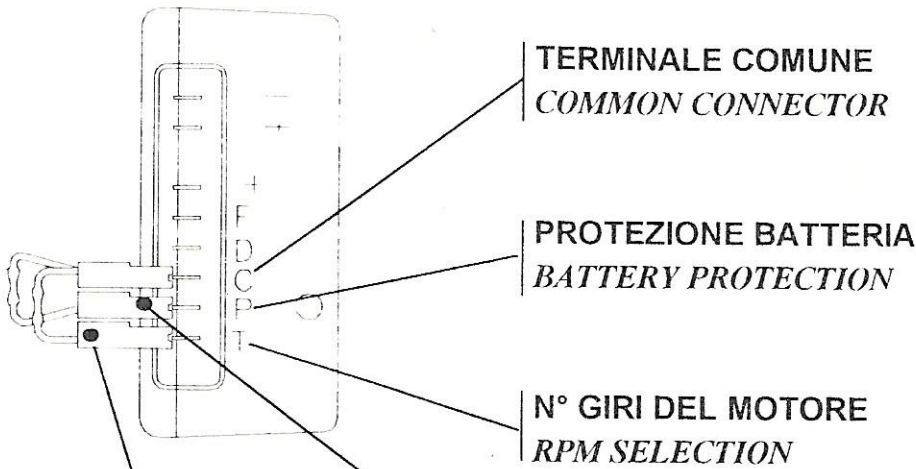 TERMINALE COMUNE
COMMON CONNECTOR
+
F
D
C
P
T
PROTEZIONE BATTERIA
BATTERY PROTECTION
N° GIRI DEL MOTORE
RPM SELECTION